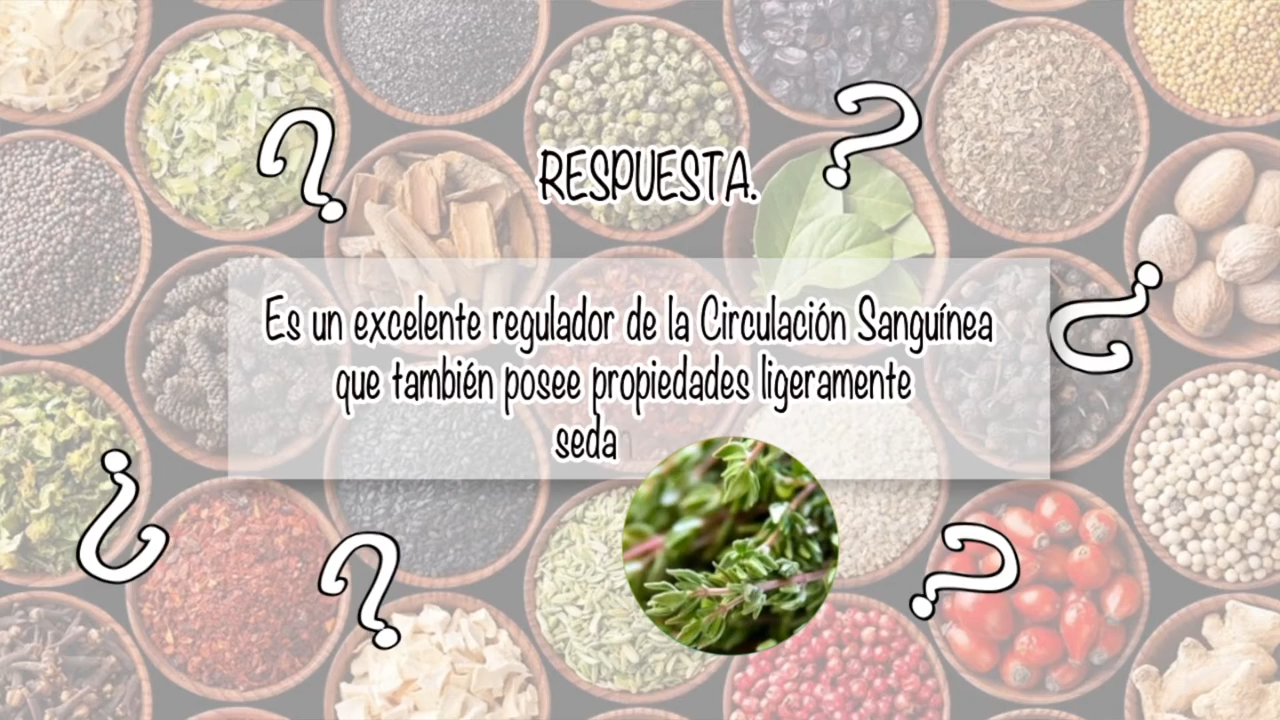 RESPUESTA.
Es un excelente regulador de la Circulación Sanguínea
que también posee propiedades ligeramente
seda